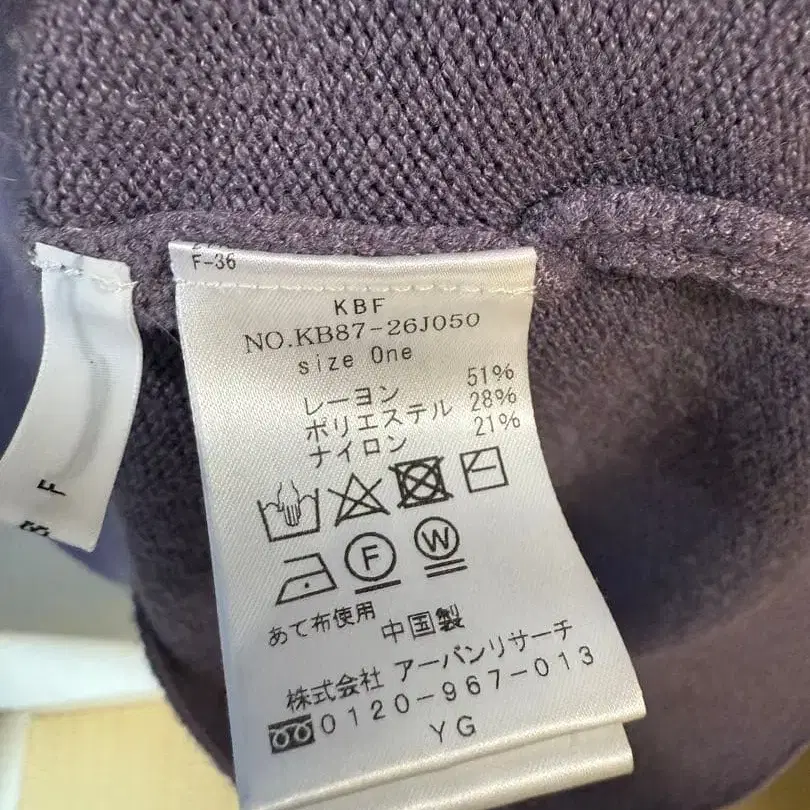 F-36
KBF
NO.KB87-26J050
size One
レーヨン 51%
ポリエステル 28%
ナイロン 21%
F
W
あて布使用 中国製
株式会社 アーバンリサーチ
0120-967-013
YG
F
B